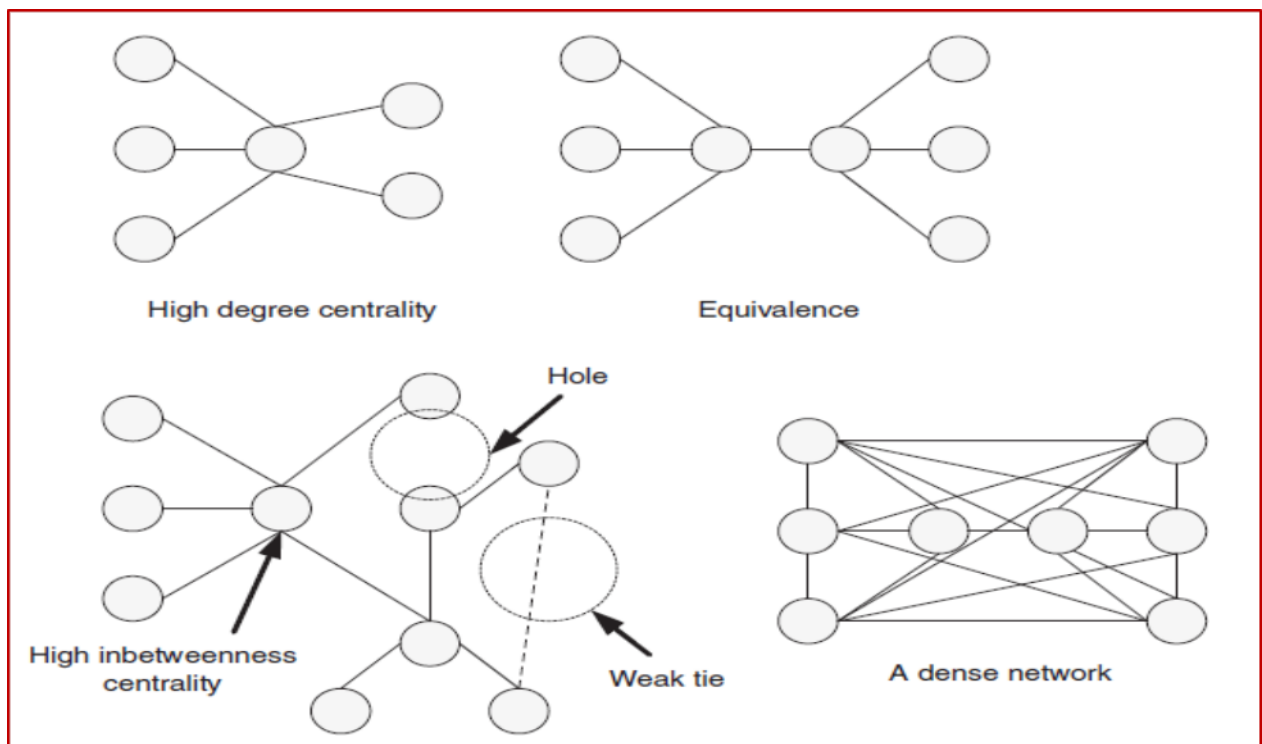 High degree centrality
Equivalence
Hole
High inbetweenness
centrality
Weak tie
A dense network